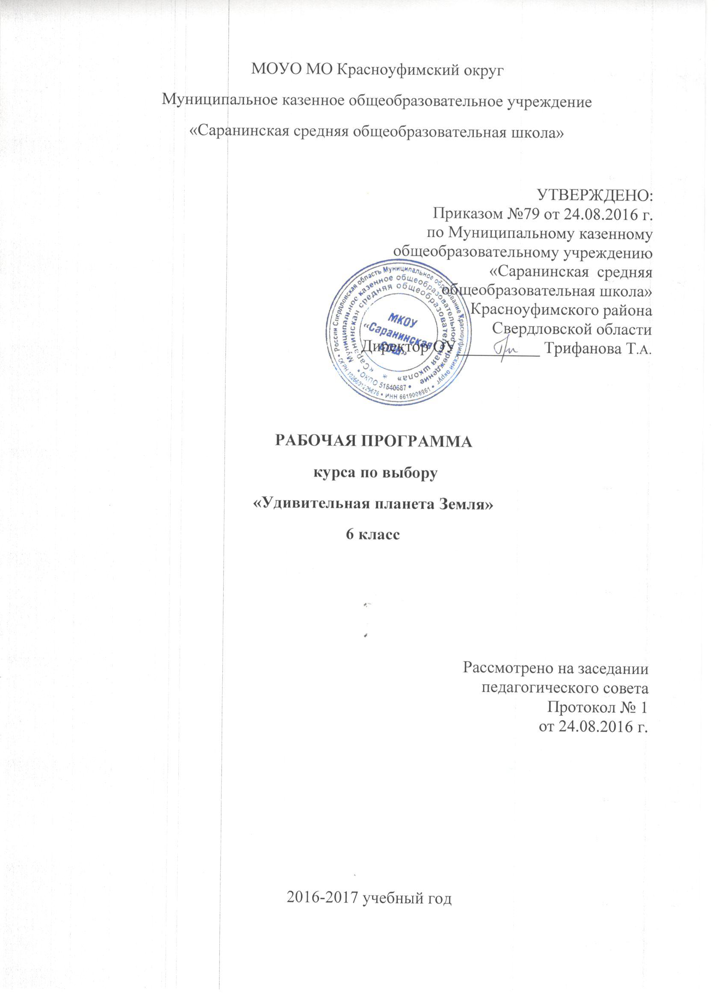 МОУО МО Красноуфимский округ
Муниципальное казенное общеобразовательное учреждение
«Саранинская средняя общеобразовательная школа»
УТВЕРЖДЕНО:
Приказом №79 от 24.08.2016 г.
по Муниципальному казенному
общеобразовательному учреждению
«Саранинская средняя
общеобразовательная школа»
Красноуфимского района
Свердловской области
Директор ОУ__________ Трифанова Т.А.
Россия Свердловская область Муниципальное образование Красноуфимский округ
• ОГРН • ИНН 6619006961 •
Муниципальное казенное общеобразовательное учреждение
• ОКПО 51840687 •
«Саранинская средняя общеобразовательная школа» *
МКОУ
«Саранинская
СОШ»
РАБОЧАЯ ПРОГРАММА
курса по выбору
«Удивительная планета Земля»
6 класс
Рассмотрено на заседании
педагогического совета
Протокол № 1
от 24.08.2016 г.
2016-2017 учебный год